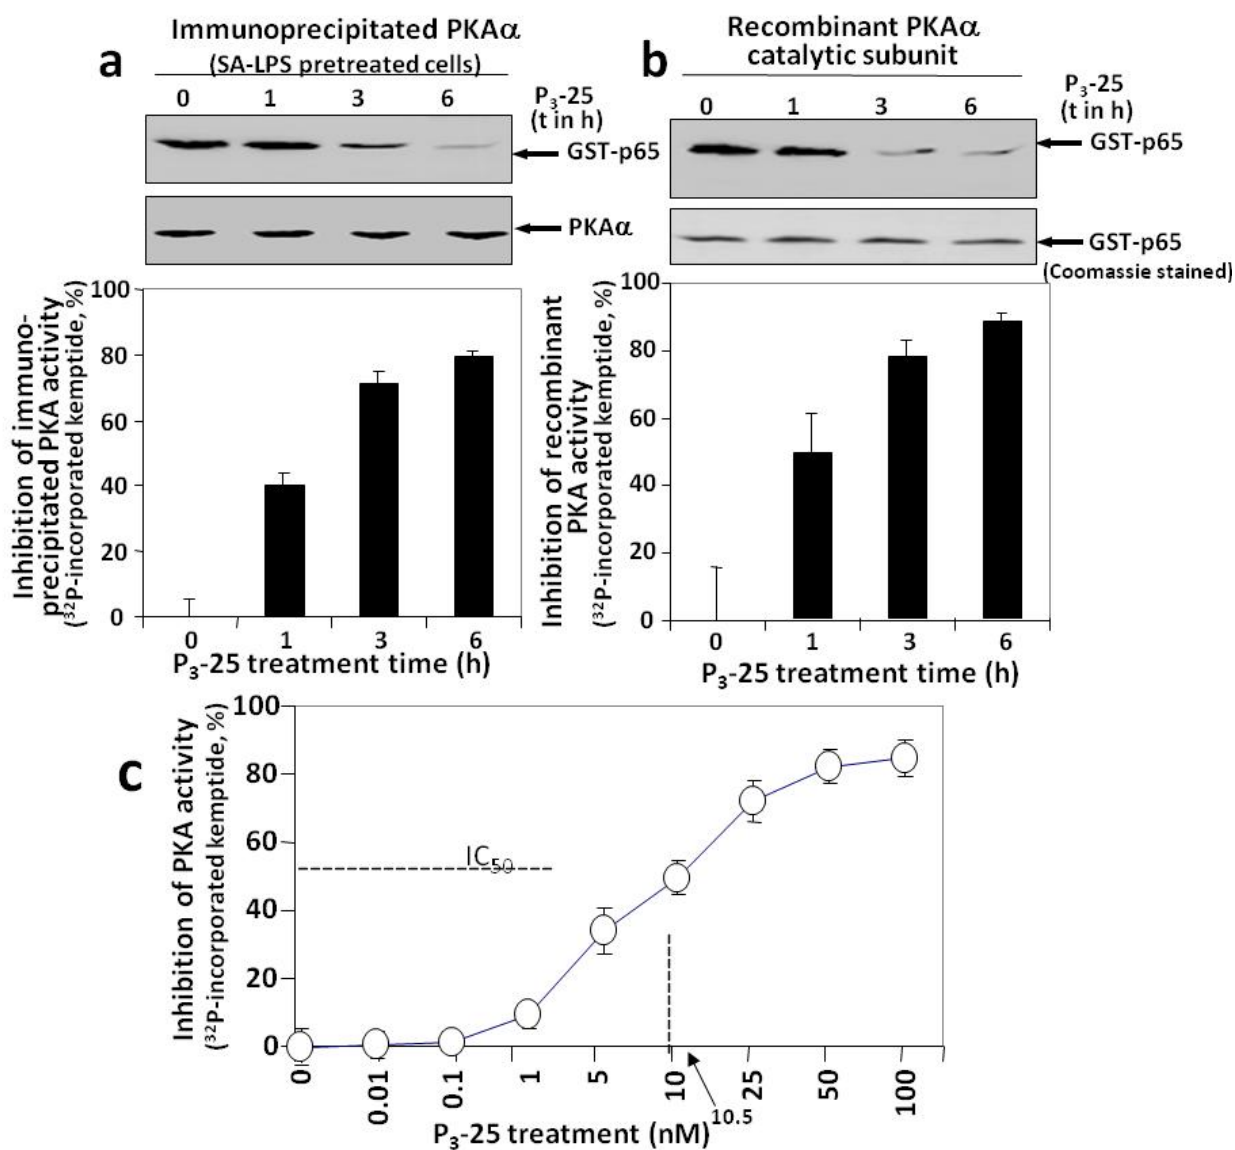 a
Immunoprecipitated PKAα
(SA-LPS pretreated cells)
0 1 3 6
P₃-25
(t in h)
GST-p65
PKAα
Inhibition of immuno-
precipitated PKA activity
(³²P-incorporated kemptide, %)
100
80
60
40
20
0
0 1 3 6
P₃-25 treatment time (h)
b
Recombinant PKAα
catalytic subunit
0 1 3 6
P₃-25
(t in h)
GST-p65
GST-p65
(Coomassie stained)
Inhibition of recombinant
PKA activity
(³²P-incorporated kemptide, %)
100
80
60
40
20
0
0 1 3 6
P₃-25 treatment time (h)
c
Inhibition of PKA activity
(³²P-incorporated kemptide, %)
100
80
60
40
20
0
IC₅₀
0 0.01 0.1 1 5 10 25 50 100
10.5
P₃-25 treatment (nM)